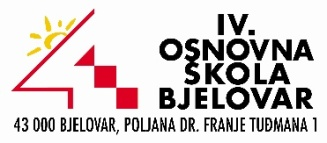 IV.
OSNOVNA
ŠKOLA
BJELOVAR
43 000 BJELOVAR, POLJANA DR. FRANJE TUĐMANA 1